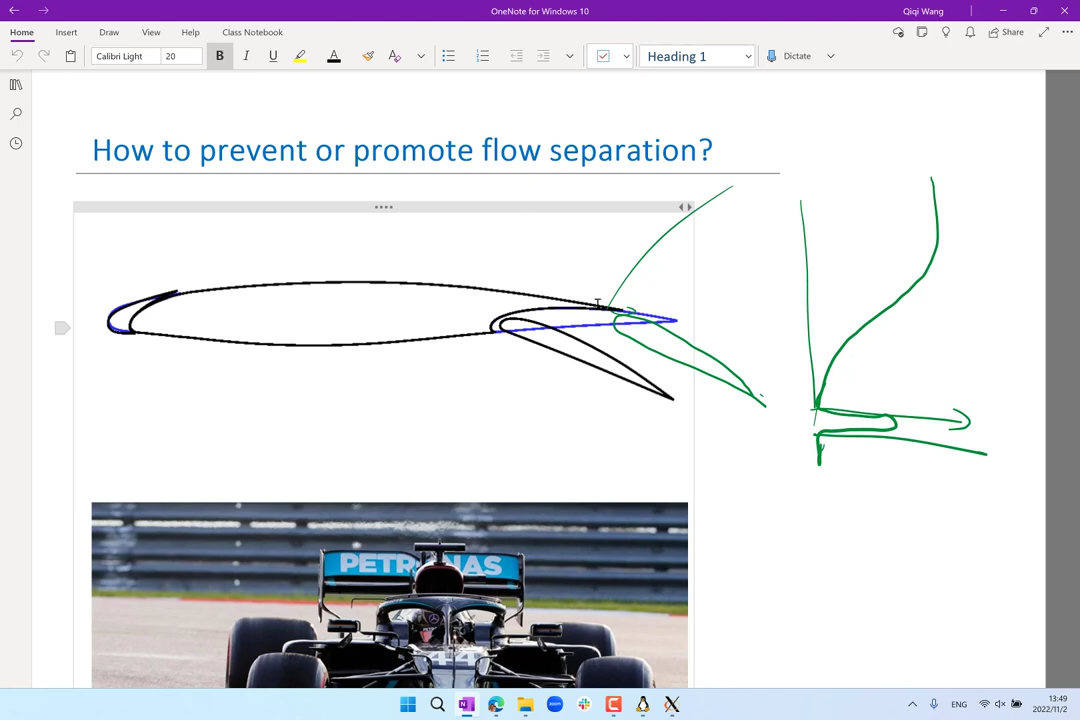 OneNote for Windows 10
Qiqi Wang
Home
Insert
Draw
View
Help
Class Notebook
Share
Calibri Light
20
B
I
U
A
A
Heading 1
Dictate
How to prevent or promote flow separation?
PETRONAS
44
ENG
13:49
2022/11/2